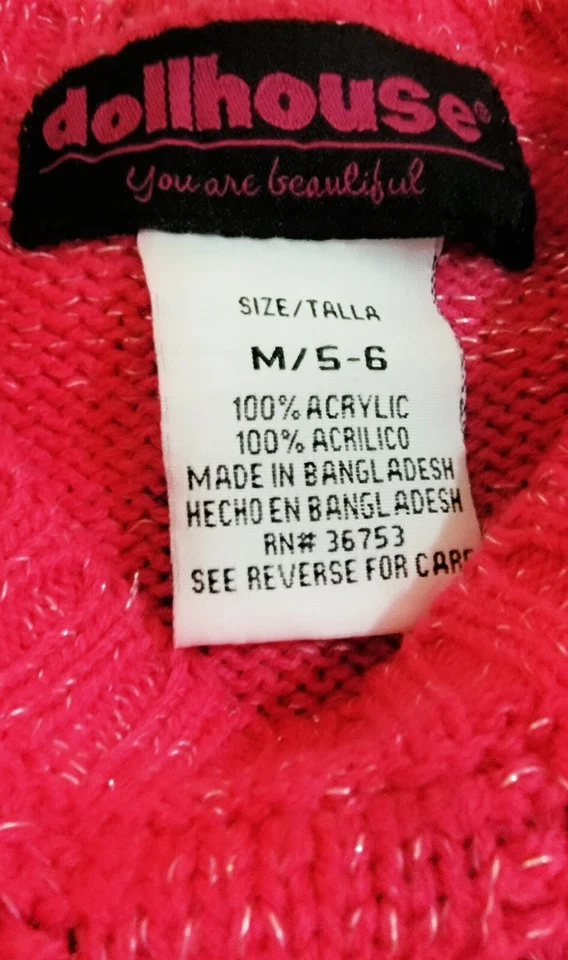 dollhouse®
you are beautiful
SIZE/TALLA
M/5-6
100% ACRYLIC
100% ACRILICO
MADE IN BANGLADESH
HECHO EN BANGLADESH
RN# 36753
SEE REVERSE FOR CARE